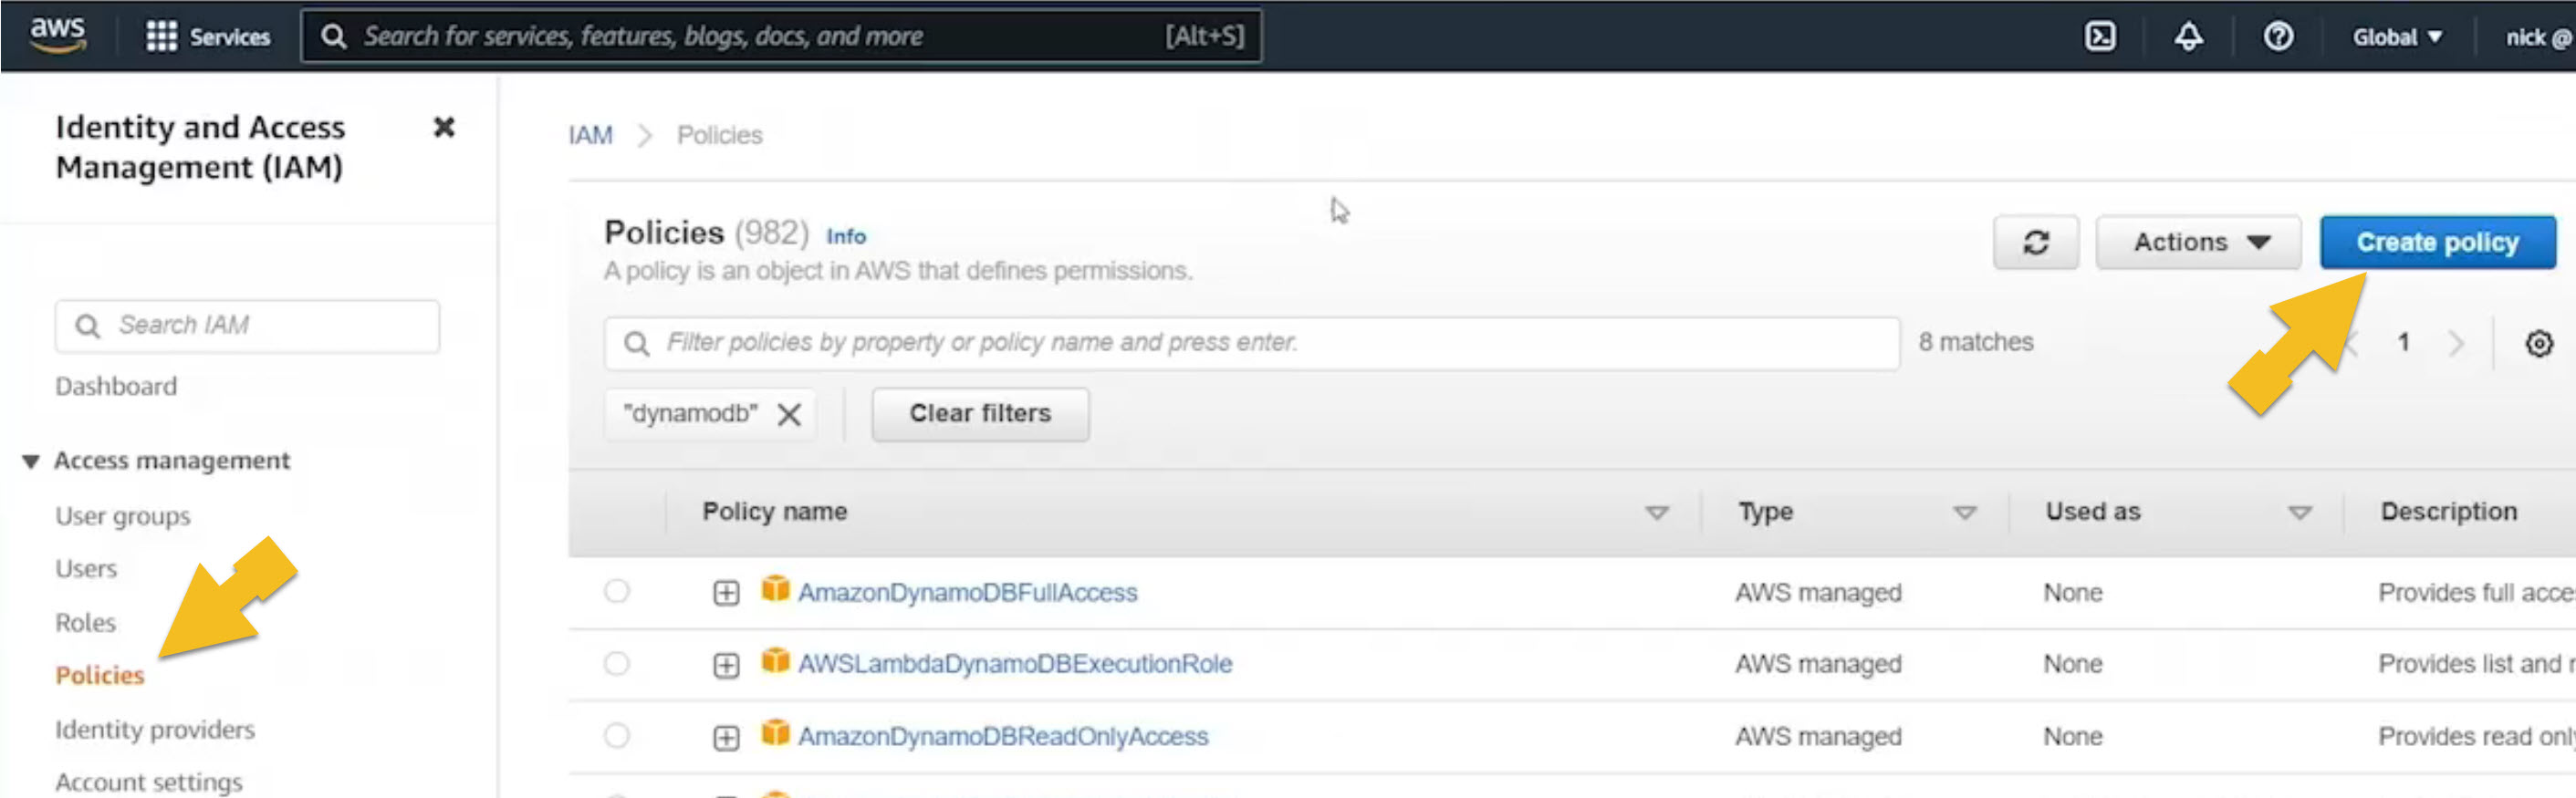 aws Services Search for services, features, blogs, docs, and more [Alt+S] Global nick @
Identity and Access
Management (IAM)
Search IAM
Dashboard
Access management
User groups
Users
Roles
Policies
Identity providers
Account settings
IAM > Policies
Policies (982) Info
A policy is an object in AWS that defines permissions.
Actions Create policy
Filter policies by property or policy name and press enter. 8 matches 1
"dynamodb" Clear filters
Policy name Type Used as Description
AmazonDynamoDBFullAccess AWS managed None Provides full acce
AWSLambdaDynamoDBExecutionRole AWS managed None Provides list and r
AmazonDynamoDBReadOnlyAccess AWS managed None Provides read only